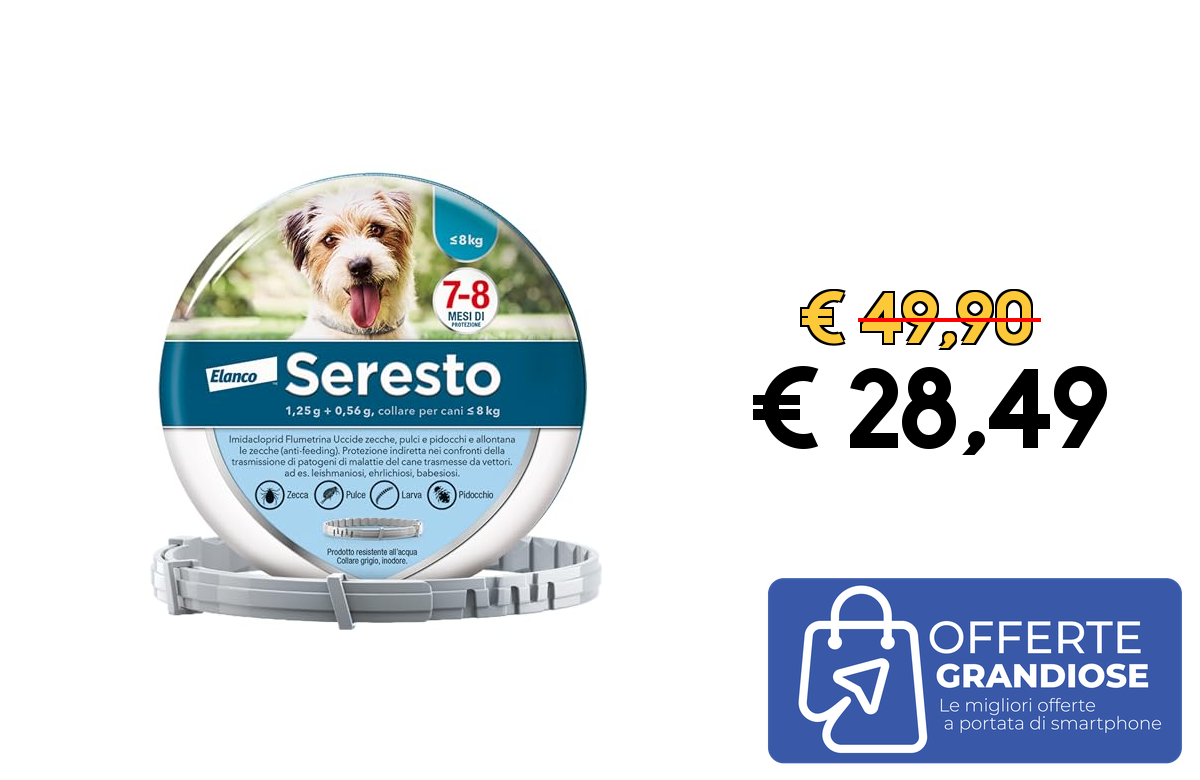 ≤8kg
7-8
MESI DI
PROTEZIONE
Elanco
Seresto
1,25 g + 0,56 g, collare per cani ≤ 8 kg
Imidacloprid Flumetrina Uccide zecche, pulci e pidocchi e allontana
le zecche (anti-feeding). Protezione indiretta nei confronti della
trasmissione di patogeni di malattie del cane trasmesse da vettori.
ad es. leishmaniosi, ehrlichiosi, babesiosi.
Zecca Pulce Larva Pidocchio
Prodotto resistente all'acqua
Collare grigio, inodore.
€ 49,90
€ 28,49
OFFERTE
GRANDIOSE
Le migliori offerte
a portata di smartphone